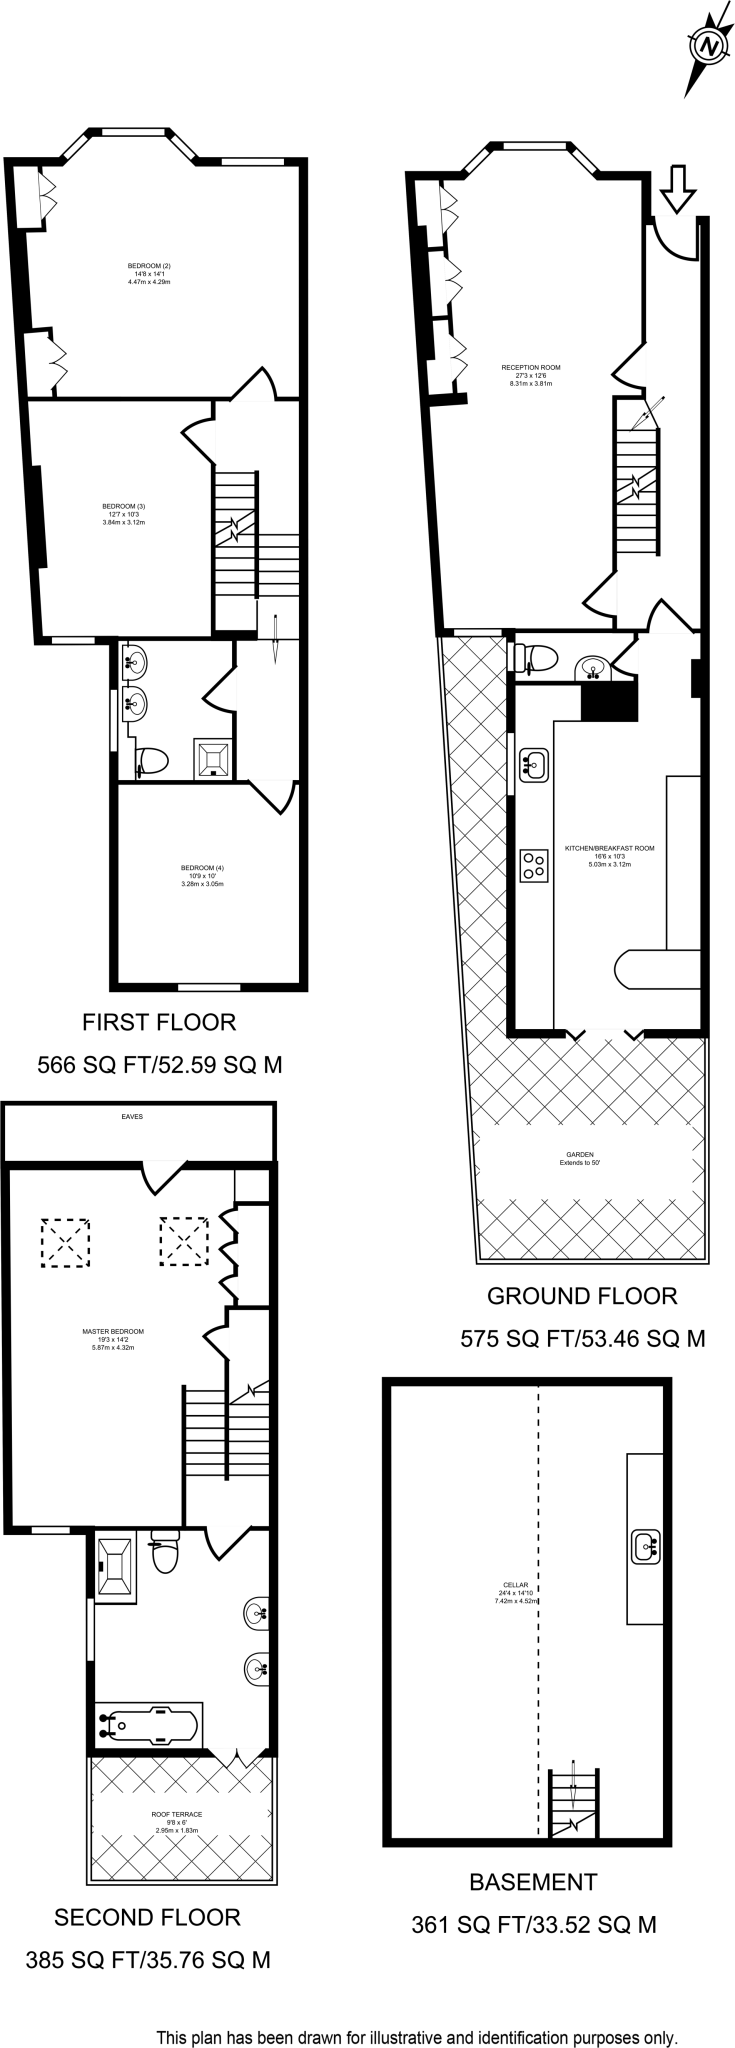 N
BEDROOM (2)
14'8 x 14'1
4.47m x 4.29m
BEDROOM (3)
12'7 x 10'3
3.84m x 3.12m
BEDROOM (4)
10'9 x 10'
3.28m x 3.05m
FIRST FLOOR
566 SQ FT/52.59 SQ M
RECEPTION ROOM
27'3 x 12'6
8.31m x 3.81m
KITCHEN/BREAKFAST ROOM
16'6 x 10'3
5.03m x 3.12m
GARDEN
Extends to 50'
GROUND FLOOR
575 SQ FT/53.46 SQ M
EAVES
MASTER BEDROOM
19'3 x 14'2
5.87m x 4.32m
ROOF TERRACE
9'8 x 6'
2.95m x 1.83m
SECOND FLOOR
385 SQ FT/35.76 SQ M
CELLAR
24'4 x 14'10
7.42m x 4.52m
BASEMENT
361 SQ FT/33.52 SQ M
This plan has been drawn for illustrative and identification purposes only.